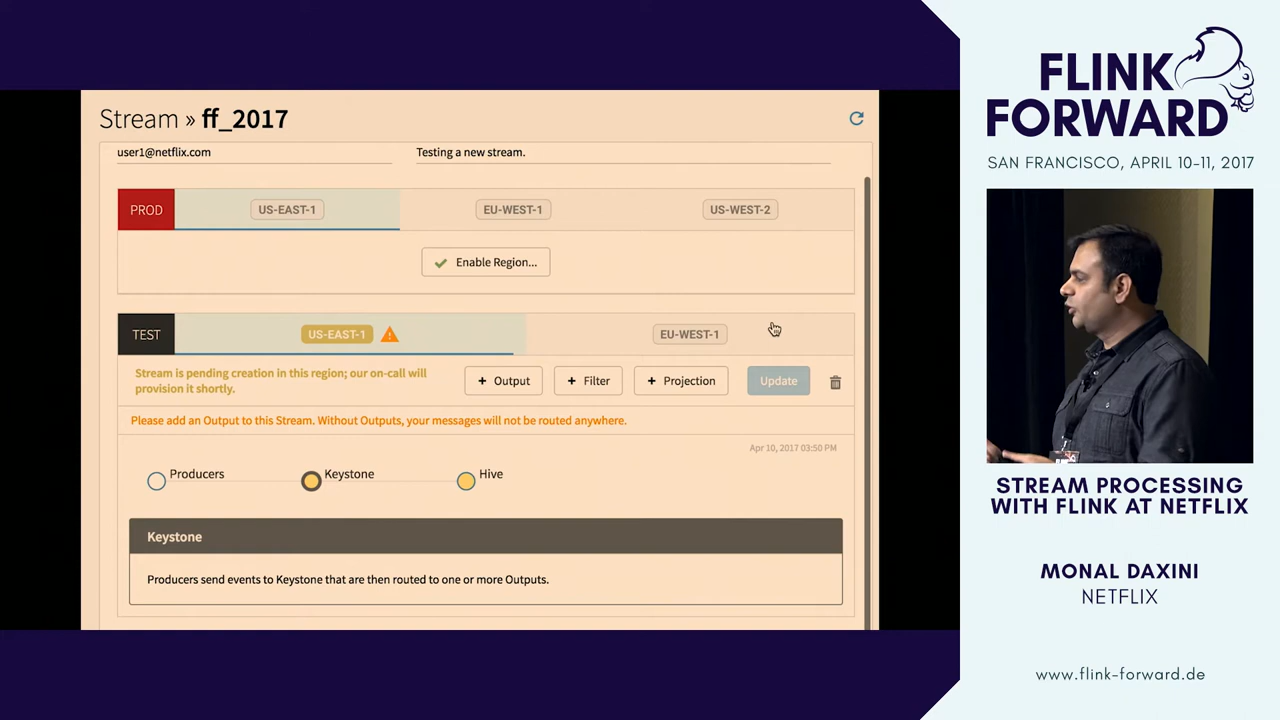 Stream » ff_2017
user1@netflix.com
Testing a new stream.
PROD
US-EAST-1
EU-WEST-1
US-WEST-2
Enable Region...
TEST
US-EAST-1
EU-WEST-1
Stream is pending creation in this region; our on-call will
provision it shortly.
+ Output
+ Filter
+ Projection
Update
Please add an Output to this Stream. Without Outputs, your messages will not be routed anywhere.
Apr 10, 2017 03:50 PM
Producers
Keystone
Hive
Keystone
Producers send events to Keystone that are then routed to one or more Outputs.
FLINK
FORWARD
SAN FRANCISCO, APRIL 10-11, 2017
STREAM PROCESSING
WITH FLINK AT NETFLIX
MONAL DAXINI
NETFLIX
www.flink-forward.de